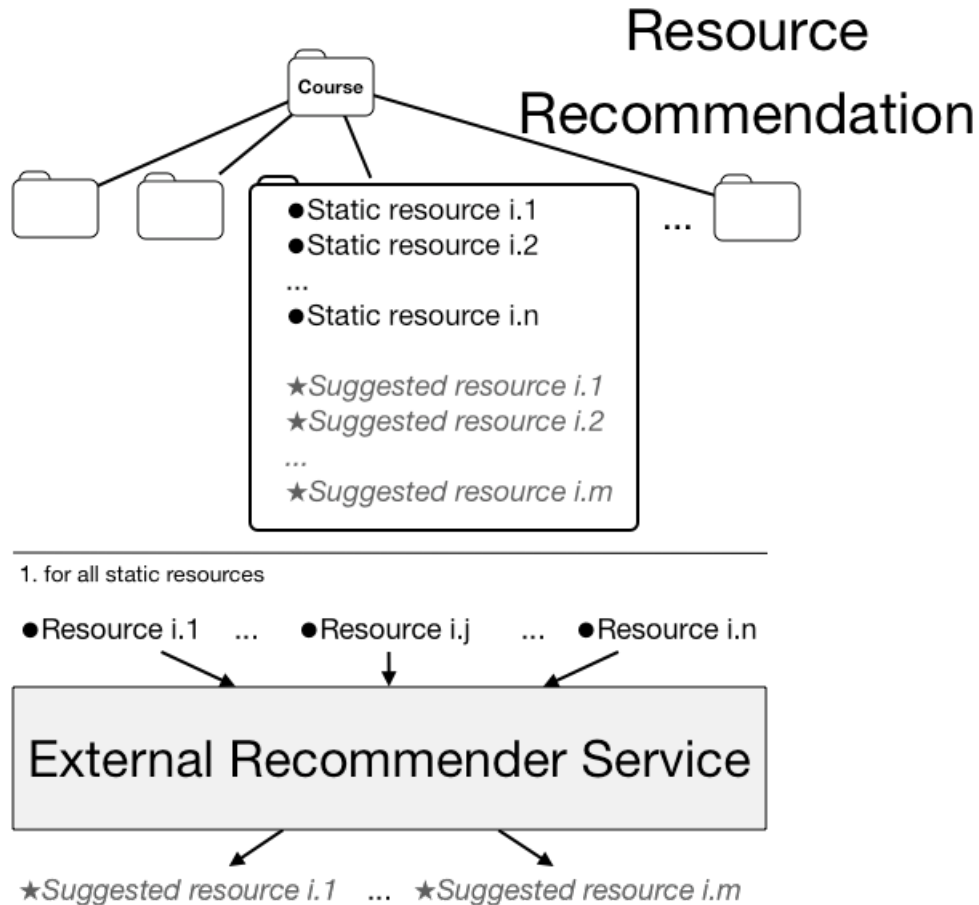 Resource
Recommendation
Course
...
●Static resource i.1
●Static resource i.2
...
●Static resource i.n
★Suggested resource i.1
★Suggested resource i.2
...
★Suggested resource i.m
1. for all static resources
●Resource i.1 ... ●Resource i.j ... ●Resource i.n
External Recommender Service
★Suggested resource i.1 ... ★Suggested resource i.m